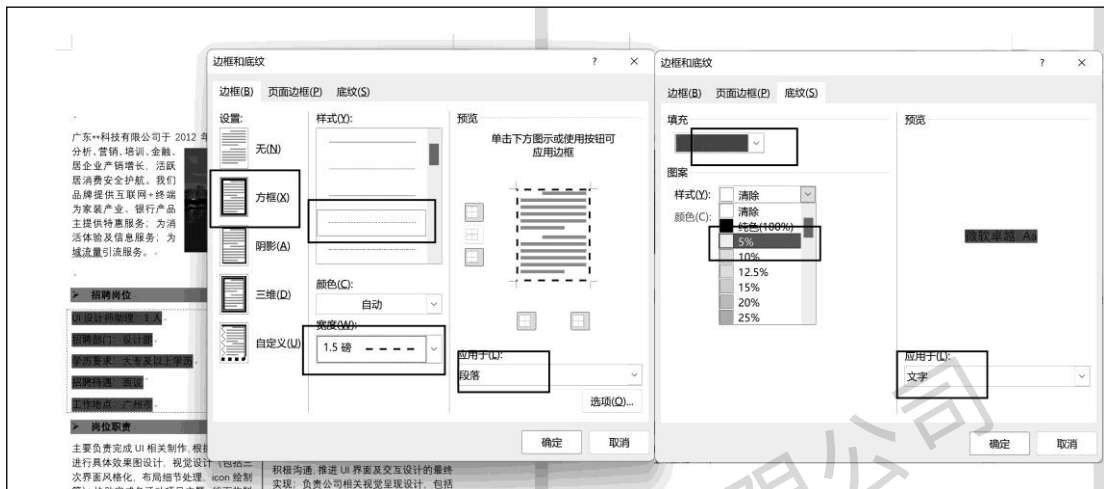 边框和底纹
? ×
边框(B) 页面边框(P) 底纹(S)
设置:
无(N)
方框(X)
阴影(A)
三维(D)
自定义(U)
样式(Y):
颜色(C):
自动
宽度(W):
1.5 磅
预览
单击下方图示或使用按钮可
应用边框
应用于(L):
段落
选项(O)...
确定 取消
边框和底纹
? ×
边框(B) 页面边框(P) 底纹(S)
填充
图案
样式(Y): 清除
颜色(C):
清除
纯色(100%)
5%
10%
12.5%
15%
20%
25%
预览
微软卓越 Aa
应用于(L):
文字
确定 取消
广东**科技有限公司于 2012 年
分析、营销、培训、金融、
居企业产销增长，活跃
居消费安全护航。我们
品牌提供互联网+终端
为家装产业、银行产品
主提供特惠服务；为消
活体验及信息服务；为
域流量引流服务。
➢ 招聘岗位
UI 设计师助理：1 人
招聘部门：设计部
学历要求：大专及以上学历
招聘待遇：面议
工作地点：广州市
➢ 岗位职责
主要负责完成 UI 相关制作,根据
进行具体效果图设计，视觉设计（包括三
次界面风格化，布局细节处理，icon 绘制
积极沟通,推进 UI 界面及交互设计的最终
实现；负责公司相关视觉呈现设计，包括
限公司